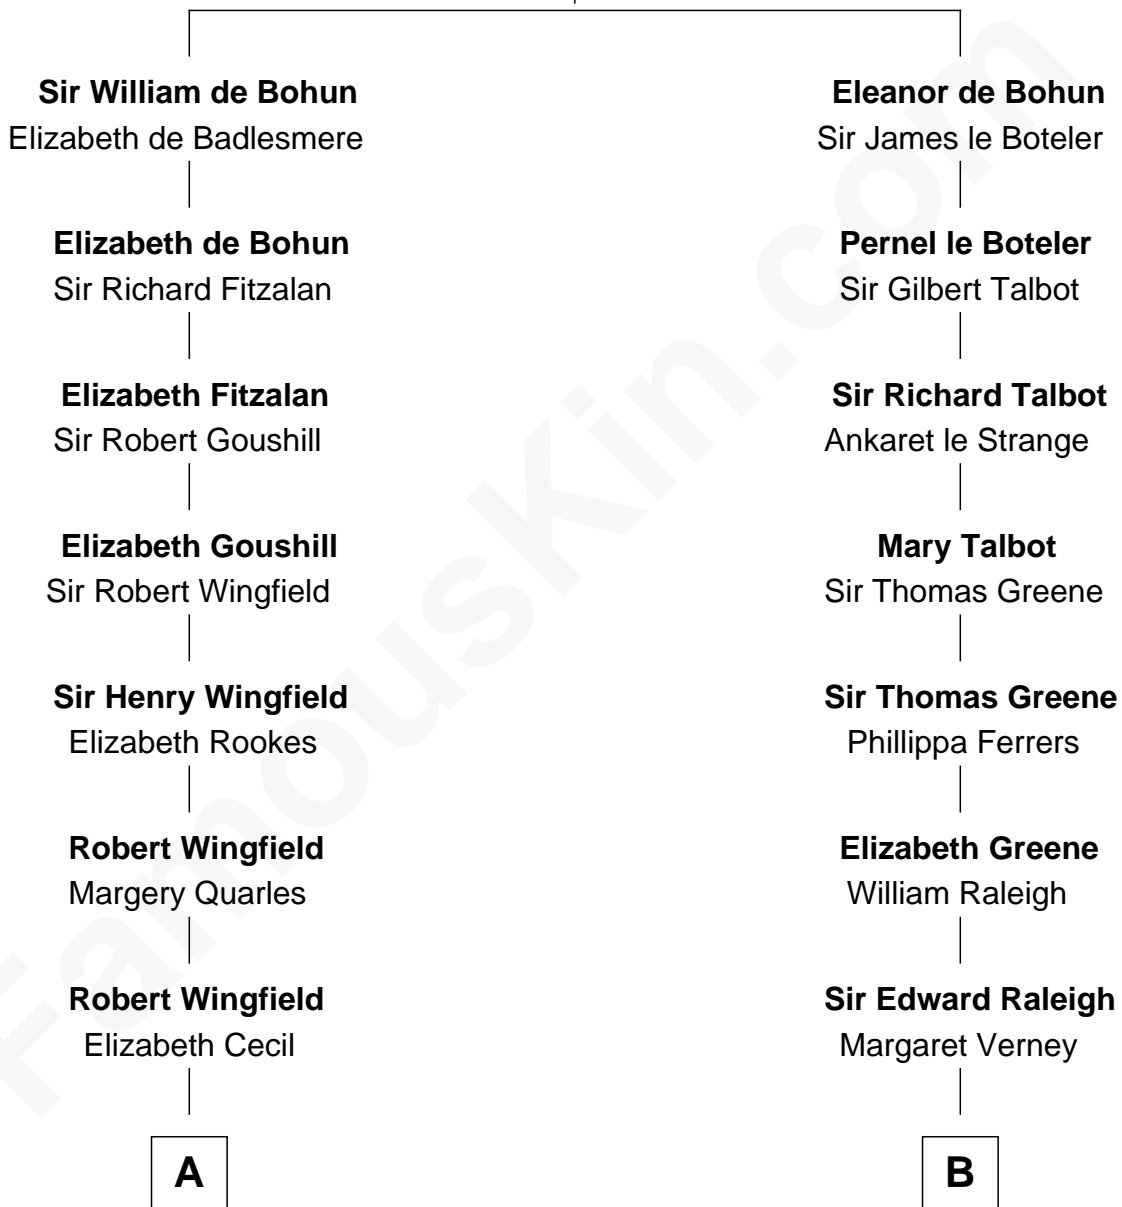 Sir William de Bohun
Elizabeth de Badlesmere
Elizabeth de Bohun
Sir Richard Fitzalan
Elizabeth Fitzalan
Sir Robert Goushill
Elizabeth Goushill
Sir Robert Wingfield
Sir Henry Wingfield
Elizabeth Rookes
Robert Wingfield
Margery Quarles
Robert Wingfield
Elizabeth Cecil
A
Eleanor de Bohun
Sir James le Boteler
Pernel le Boteler
Sir Gilbert Talbot
Sir Richard Talbot
Ankaret le Strange
Mary Talbot
Sir Thomas Greene
Sir Thomas Greene
Phillippa Ferrers
Elizabeth Greene
William Raleigh
Sir Edward Raleigh
Margaret Verney
B
FamousKin.com